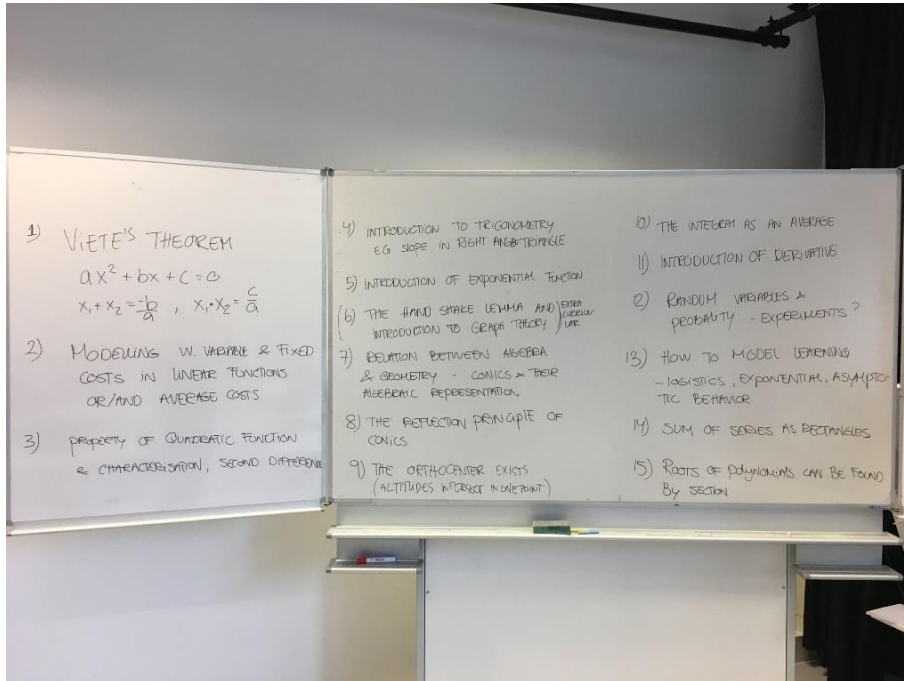 1) VIETE'S THEOREM
ax² + bx + c = 0
x₁ + x₂ = -b/a , x₁·x₂ = c/a
2) MODELLING W. VARIABLE & FIXED
COSTS IN LINEAR FUNCTIONS
OR/AND AVERAGE COSTS
3) PROPERTY OF QUADRATIC FUNCTION
& CHARACTERISATION, SECOND DIFFERENCE
4) INTRODUCTION TO TRIGONOMETRY
EG SLOPE IN RIGHT ANGLE TRIANGLE
5) INTRODUCTION OF EXPONENTIAL FUNCTION
(6) THE HAND SHAKE LEMMA AND
INTRODUCTION TO GRAPH THEORY)
EXTRA
CURRICU
LAR
7) RELATION BETWEEN ALGEBRA
& GEOMETRY - CONICS & THEIR
ALGEBRAIC REPRESENTATION
8) THE REFLECTION PRINCIPLE OF
CONICS
9) THE ORTHOCENTER EXISTS
(ALTITUDES INTERSECT IN ONE POINT)
10) THE INTEGRAL AS AN AVERAGE
11) INTRODUCTION OF DERIVATIVE
12) RANDOM VARIABLES &
PROBALITY - EXPERIMENTS?
13) HOW TO MODEL LEARNING
- LOGISTICS, EXPONENTIAL, ASYMPTO-
TIC BEHAVIOR
14) SUM OF SERIES AS RECTANGLES
15) ROOTS OF POLYNOMIALS CAN BE FOUND
BY SECTION